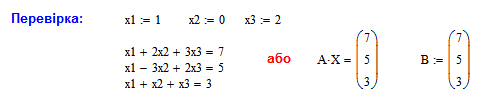 Перевірка: x1 := 1 x2 := 0 x3 := 2
x1 + 2x2 + 3x3 = 7
x1 − 3x2 + 2x3 = 5
x1 + x2 + x3 = 3
або A·X = (7 5 3) B := (7 5 3)